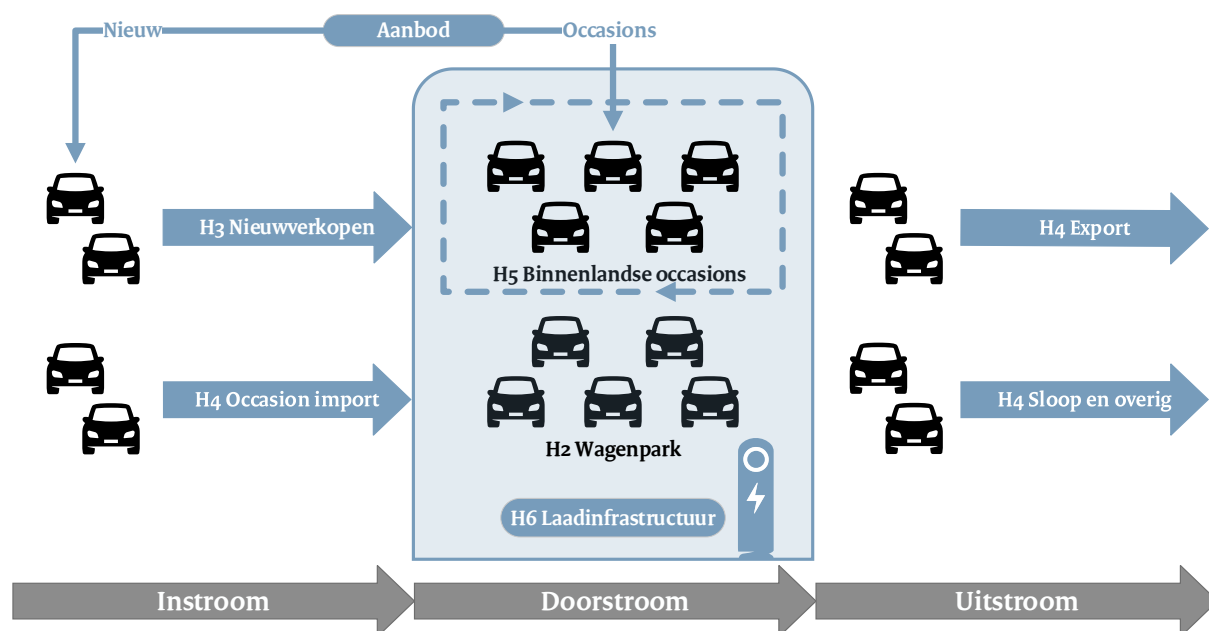 Nieuw
Aanbod
Occasions
H3 Nieuwverkopen
H5 Binnenlandse occasions
H4 Export
H4 Occasion import
H2 Wagenpark
H4 Sloop en overig
H6 Laadinfrastructuur
Instroom
Doorstroom
Uitstroom